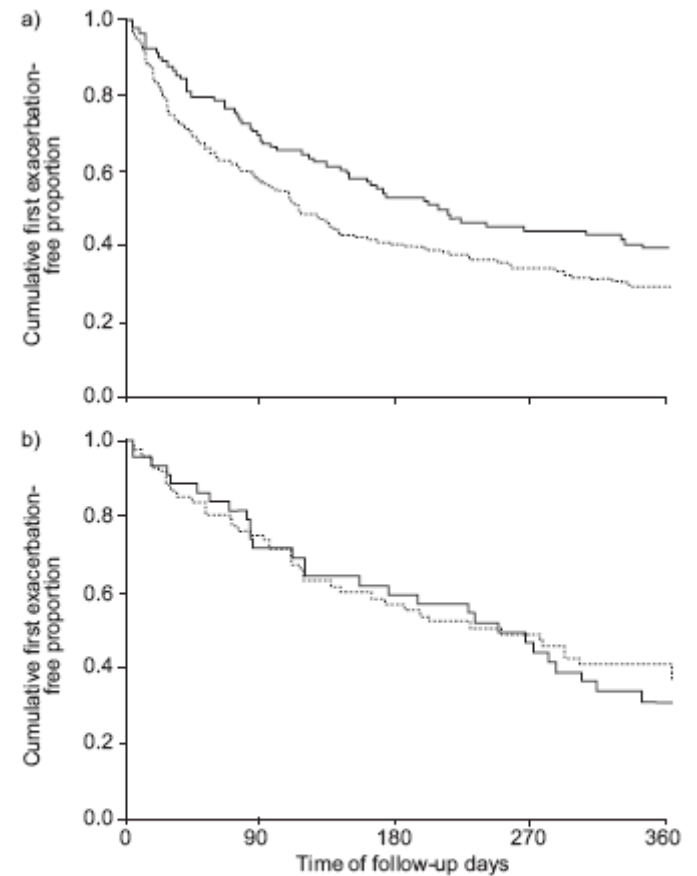 a)
Cumulative first exacerbation-
free proportion
1.0
0.8
0.6
0.4
0.2
0.0
b)
Cumulative first exacerbation-
free proportion
1.0
0.8
0.6
0.4
0.2
0.0
0 90 180 270 360
Time of follow-up days